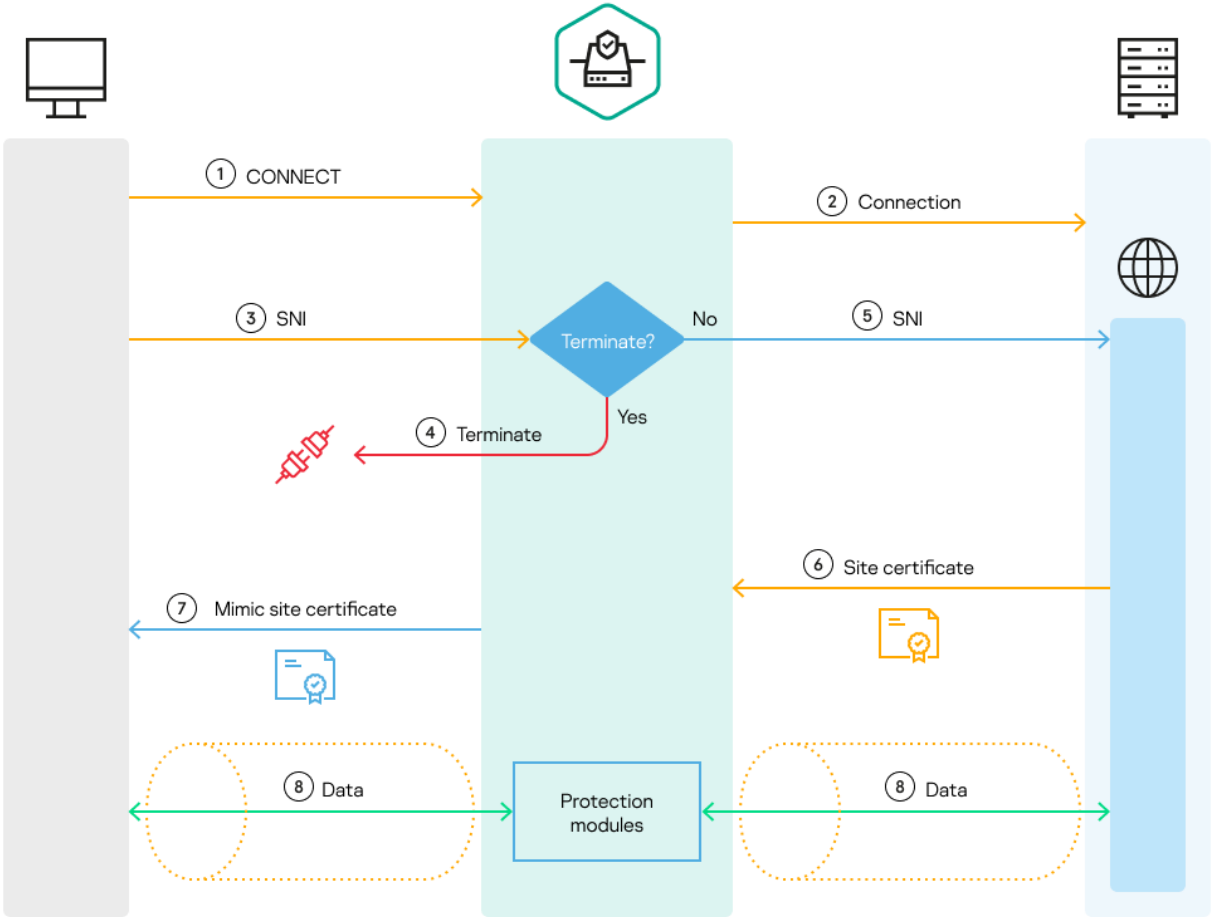 1 CONNECT
2 Connection
3 SNI
Terminate?
No
5 SNI
Yes
4 Terminate
6 Site certificate
7 Mimic site certificate
8 Data
Protection
modules
8 Data